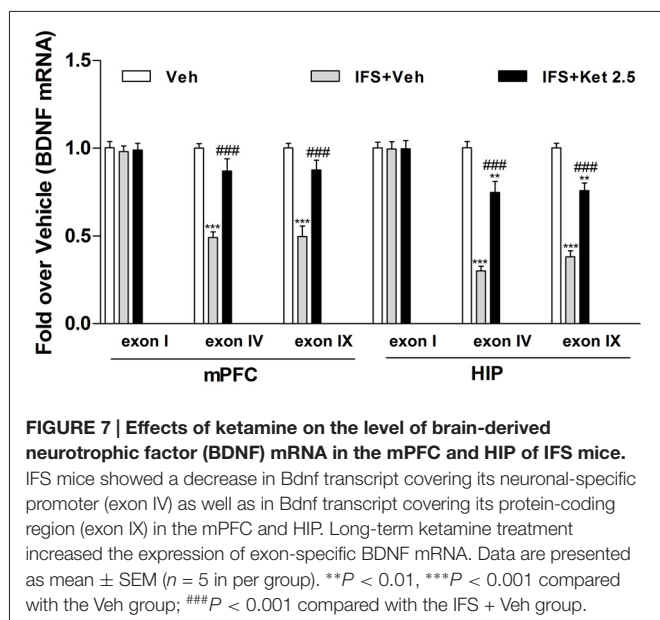 Fold over Vehicle (BDNF mRNA)
1.5
1.0
0.5
0.0
Veh
IFS+Veh
IFS+Ket 2.5
***
###
***
###
***
###
**
***
###
**
exon I
exon IV
exon IX
exon I
exon IV
exon IX
mPFC
HIP
FIGURE 7 | Effects of ketamine on the level of brain-derived
neurotrophic factor (BDNF) mRNA in the mPFC and HIP of IFS mice.
IFS mice showed a decrease in Bdnf transcript covering its neuronal-specific
promoter (exon IV) as well as in Bdnf transcript covering its protein-coding
region (exon IX) in the mPFC and HIP. Long-term ketamine treatment
increased the expression of exon-specific BDNF mRNA. Data are presented
as mean ± SEM (n = 5 in per group). **P < 0.01, ***P < 0.001 compared
with the Veh group; ###P < 0.001 compared with the IFS + Veh group.